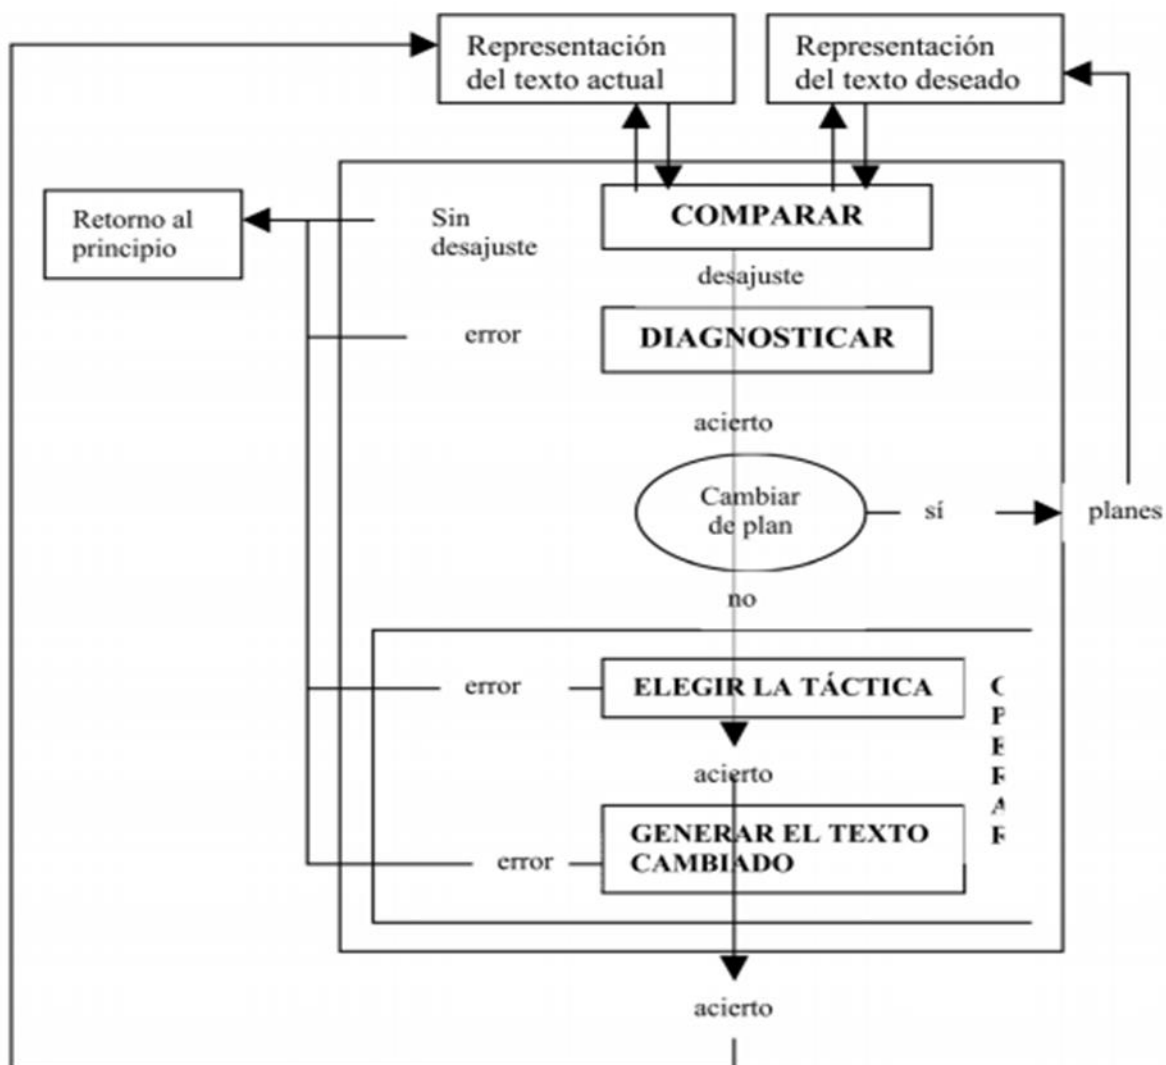 Representación
del texto actual
Representación
del texto deseado
Retorno al
principio
Sin
desajuste
COMPARAR
desajuste
error
DIAGNOSTICAR
acierto
Cambiar
de plan
sí
planes
no
error
ELEGIR LA TÁCTICA
acierto
error
GENERAR EL TEXTO
CAMBIADO
O
P
E
R
A
R
acierto